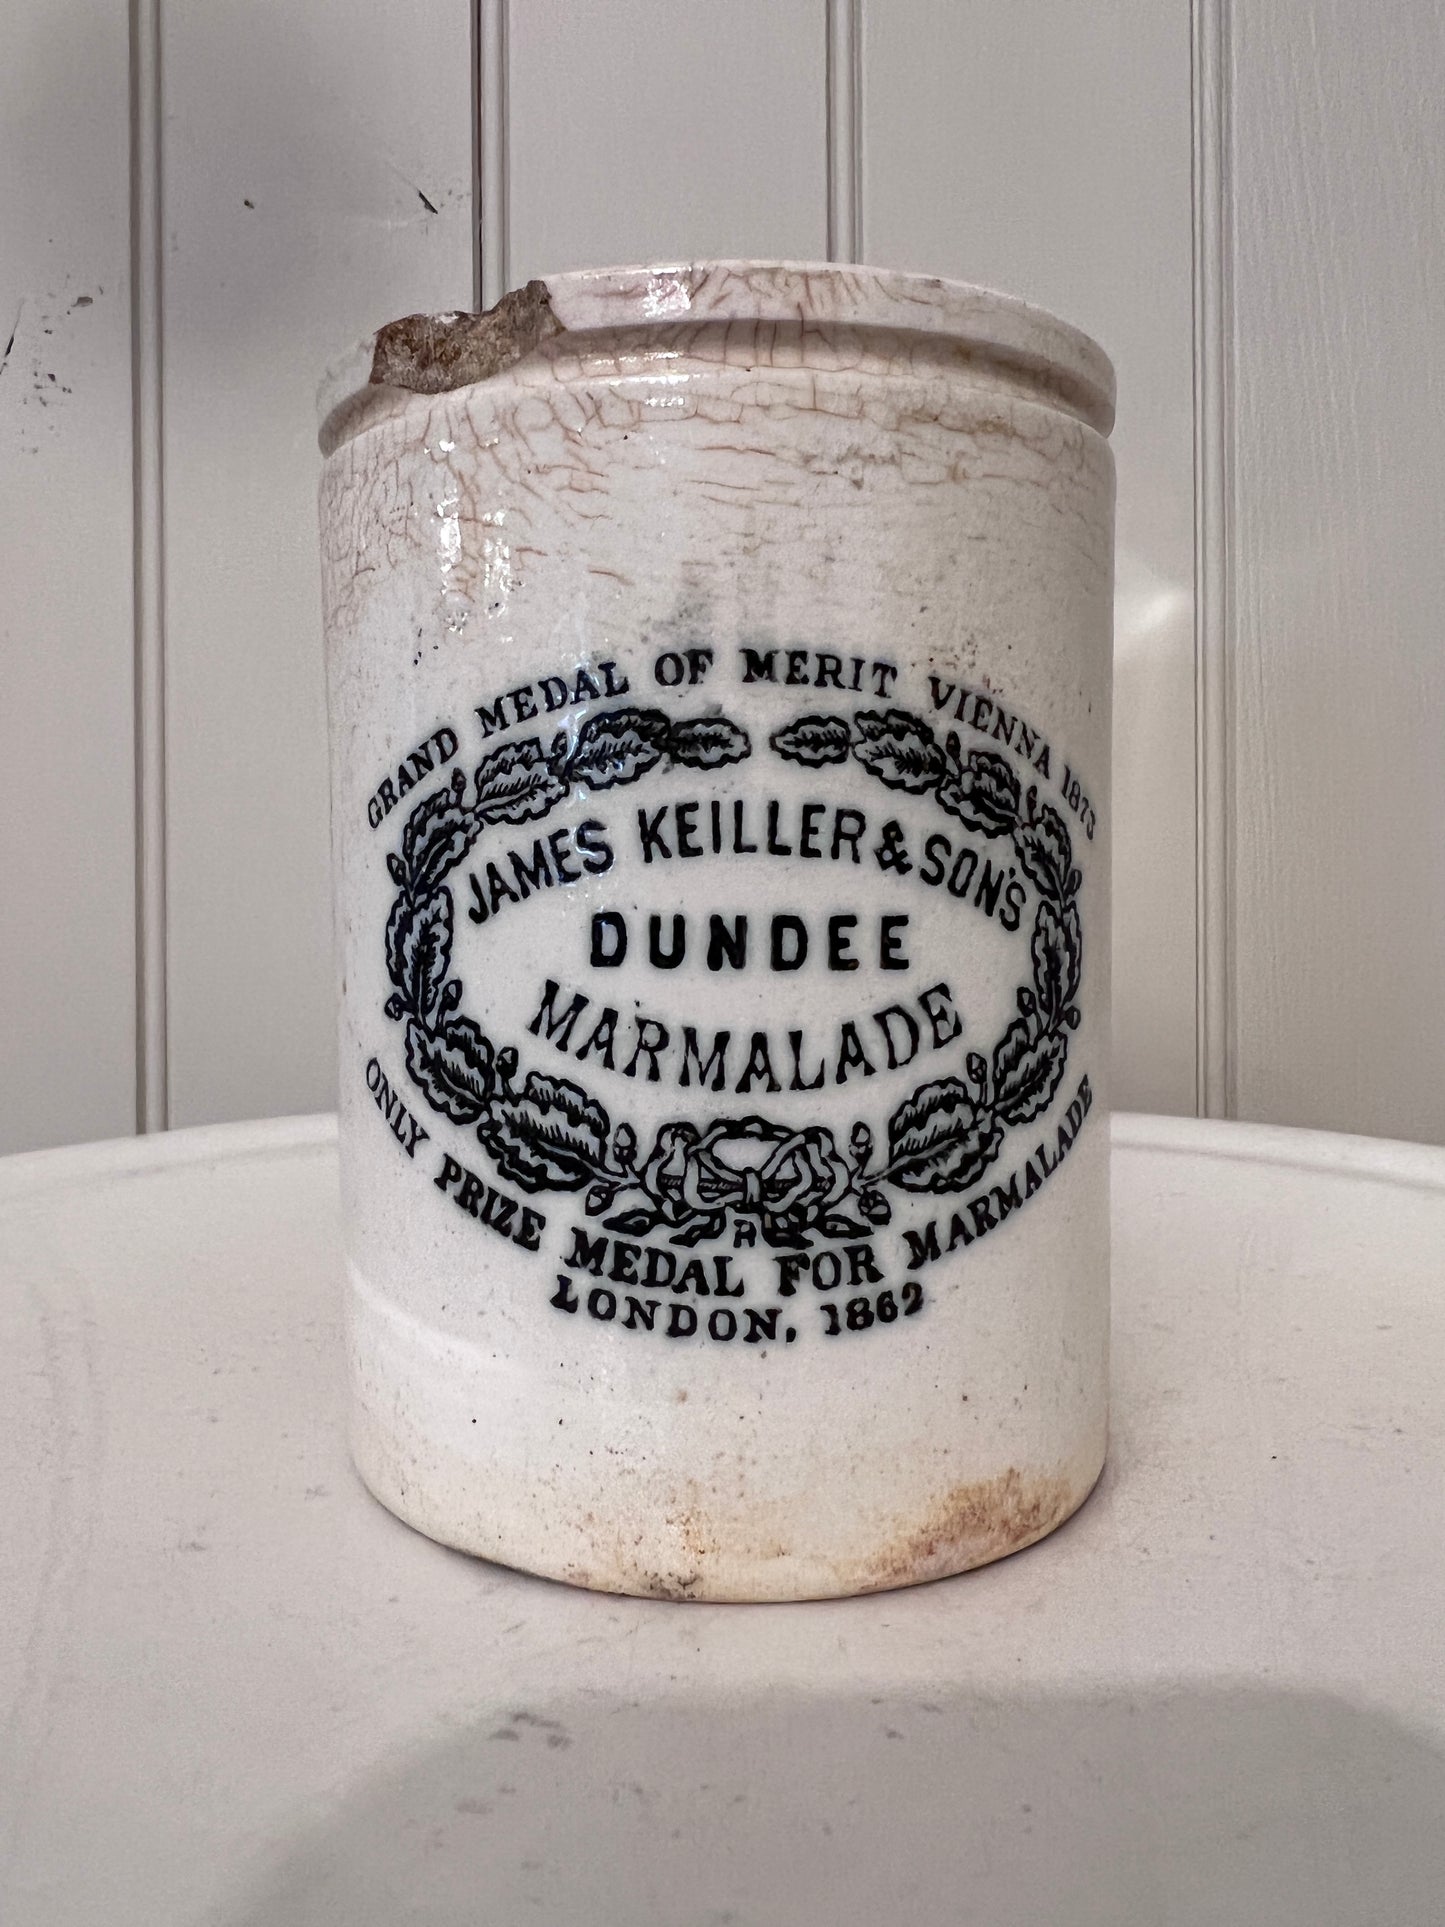 GRAND MEDAL OF MERIT VIENNA 1873
JAMES KEILLER & SON'S
DUNDEE
MARMALADE
R
ONLY PRIZE MEDAL FOR MARMALADE
LONDON, 1862